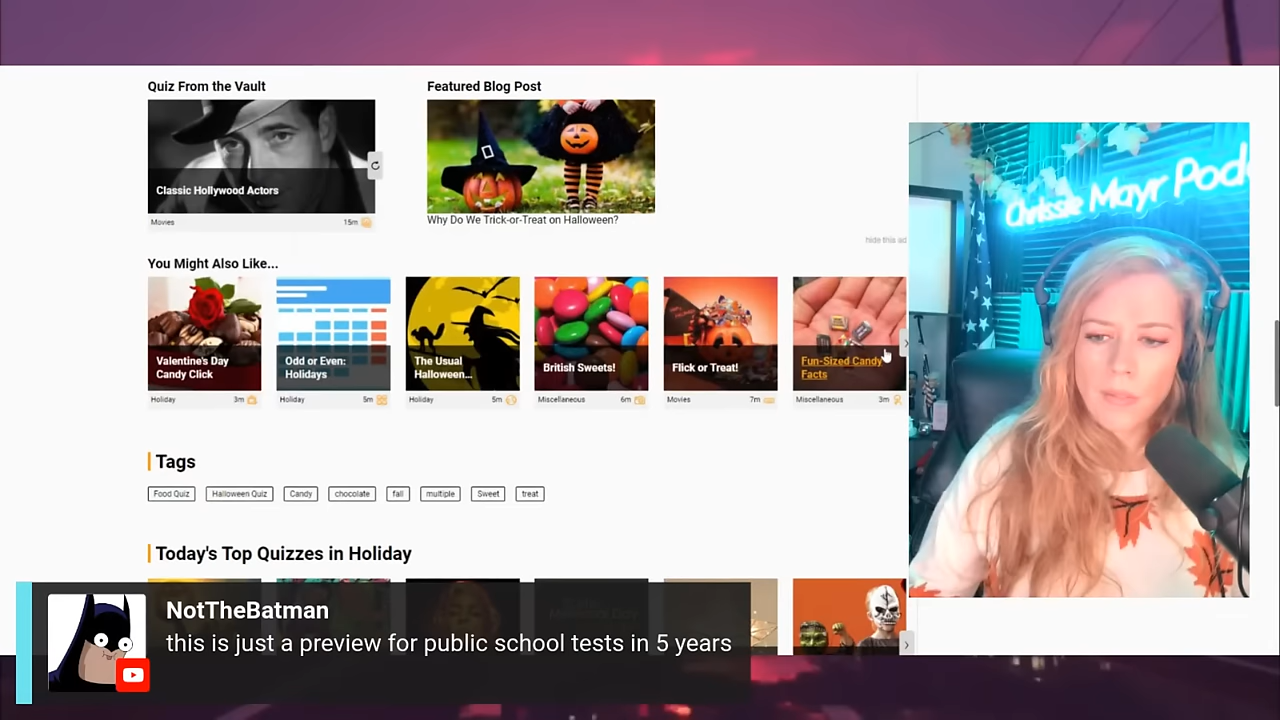 Quiz From the Vault
Featured Blog Post
Classic Hollywood Actors
Movies
15m
Why Do We Trick-or-Treat on Halloween?
hide this ad
You Might Also Like...
Valentine's Day
Candy Click
Odd or Even:
Holidays
The Usual
Halloween...
British Sweets!
Flick or Treat!
Fun-Sized Candy
Facts
Holiday
3m
Holiday
5m
Holiday
5m
Miscellaneous
6m
Movies
7m
Miscellaneous
3m
Chrissie Mayr Pod
Tags
Food Quiz
Halloween Quiz
Candy
chocolate
fall
multiple
Sweet
treat
Today's Top Quizzes in Holiday
NotTheBatman
this is just a preview for public school tests in 5 years